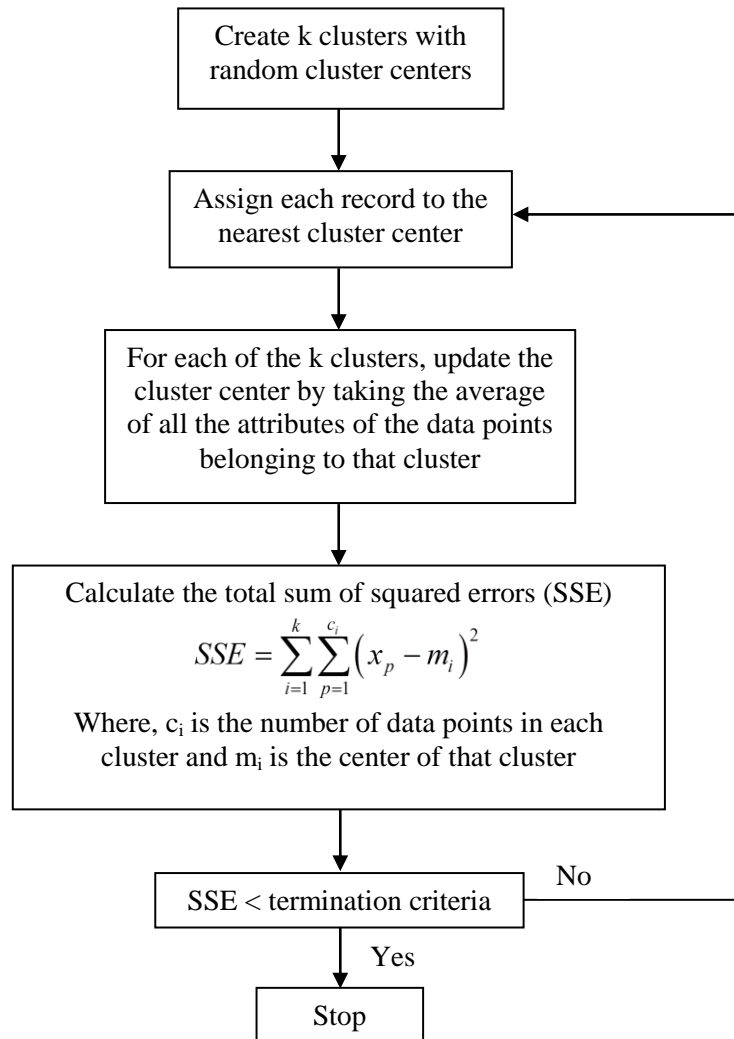 Create k clusters with
random cluster centers
Assign each record to the
nearest cluster center
For each of the k clusters, update the
cluster center by taking the average
of all the attributes of the data points
belonging to that cluster
Calculate the total sum of squared errors (SSE)
SSE = ∑_{i=1}^{k} ∑_{p=1}^{c_i} (x_p − m_i)^2
Where, c_i is the number of data points in each
cluster and m_i is the center of that cluster
SSE < termination criteria
No
Yes
Stop